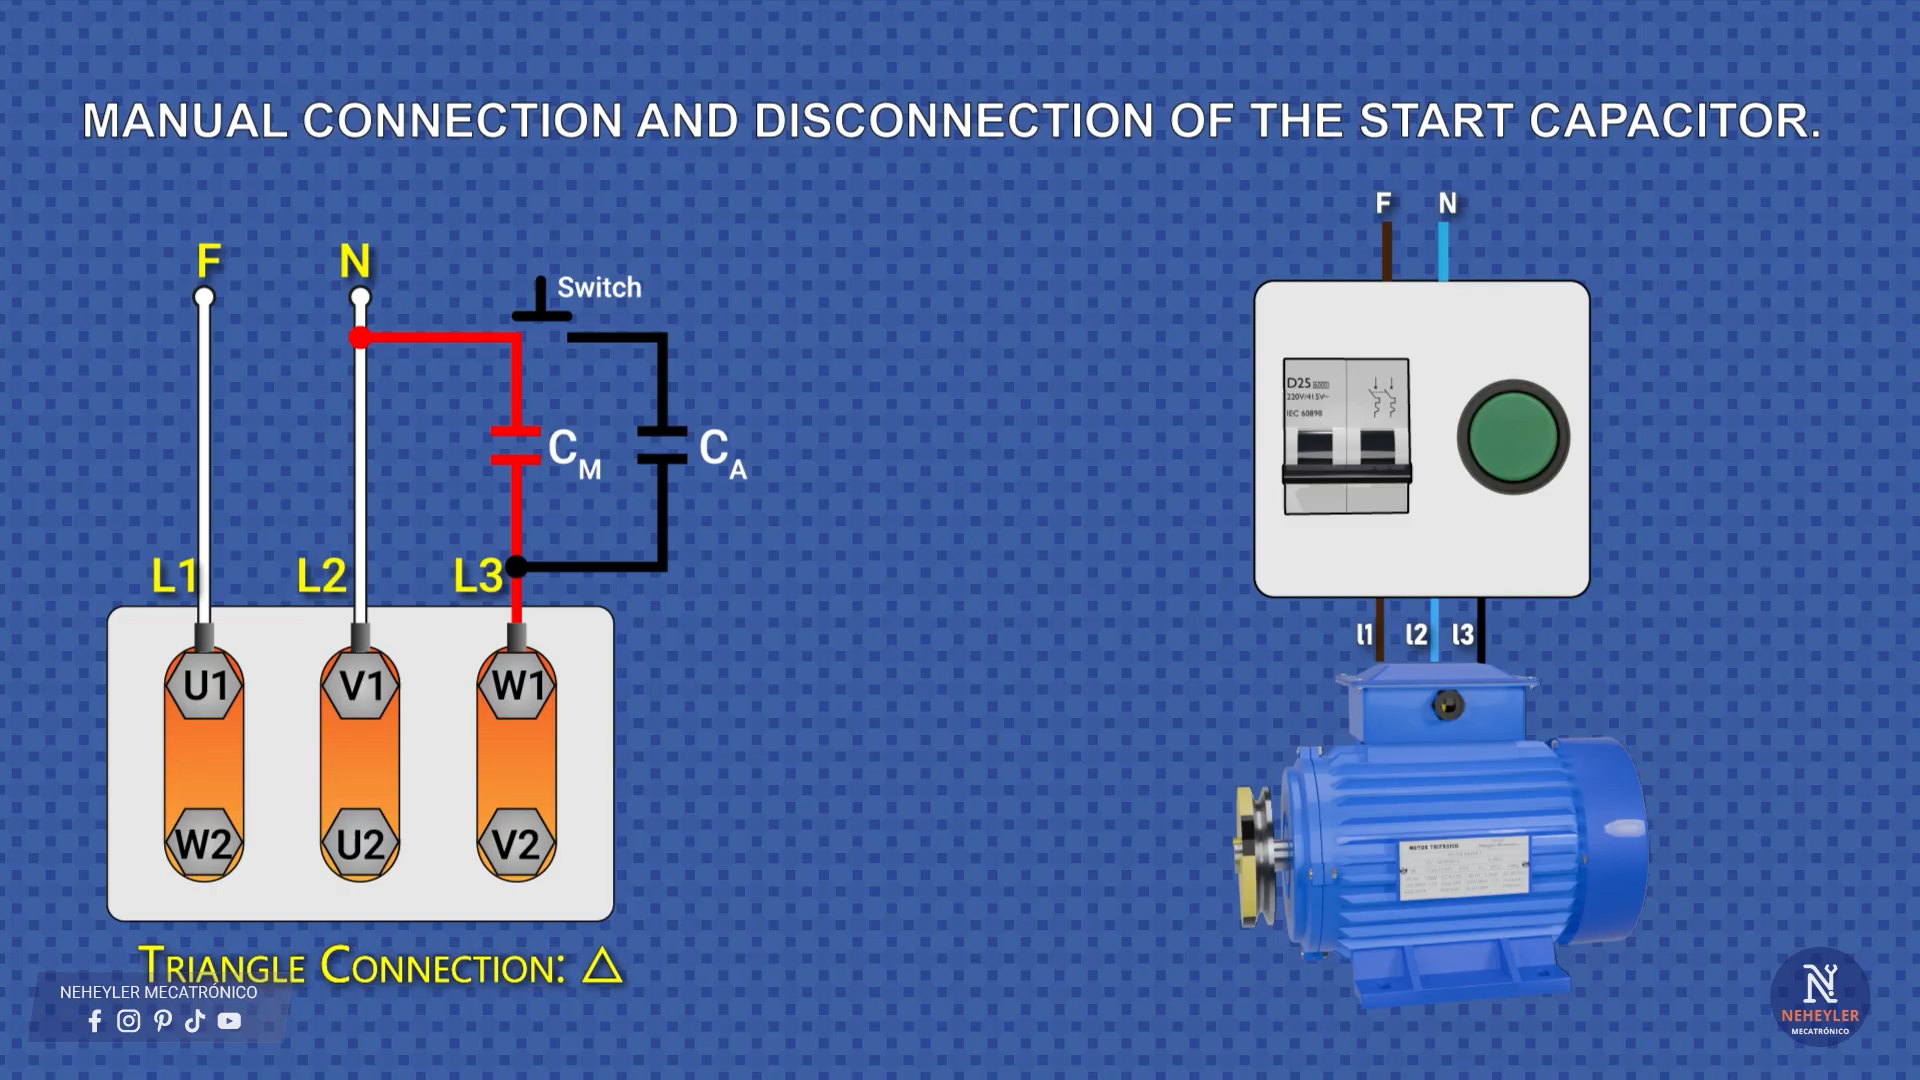 MANUAL CONNECTION AND DISCONNECTION OF THE START CAPACITOR.
F
N
Switch
CM
CA
L1
L2
L3
U1
V1
W1
W2
U2
V2
TRIANGLE CONNECTION: △
F
N
D25 6000
220V/415V~
IEC 60898
l1
l2
l3
MOTOR TRIFASICO
NEHEYLER MECATRÓNICO
N
NEHEYLER
MECATRÓNICO